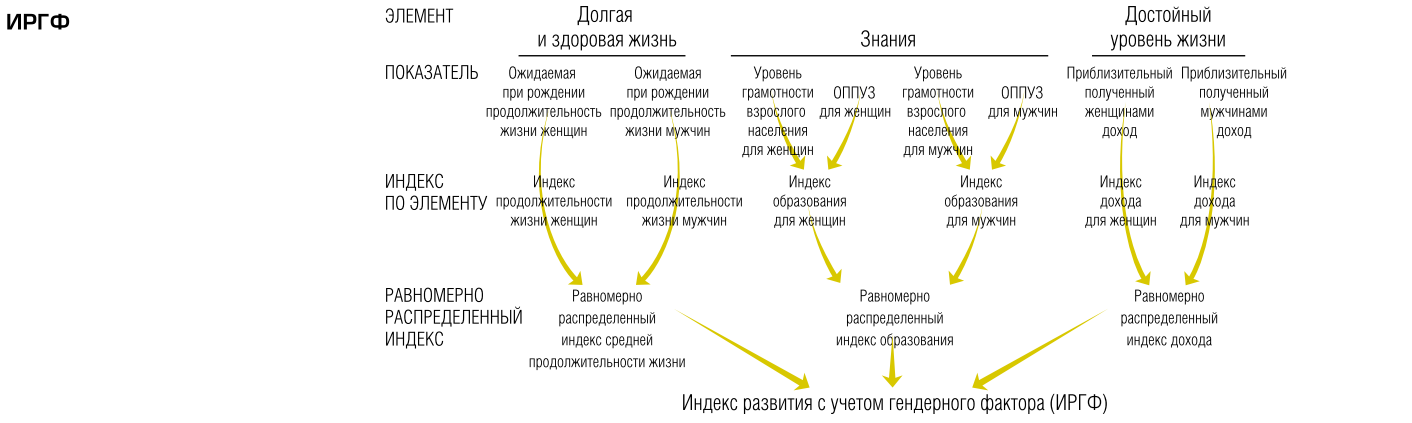 ИРГФ
ЭЛЕМЕНТ
Долгая
и здоровая жизнь
Знания
Достойный
уровень жизни
ПОКАЗАТЕЛЬ
Ожидаемая
при рождении
продолжительность
жизни женщин
Ожидаемая
при рождении
продолжительность
жизни мужчин
Уровень
грамотности
взрослого
населения
для женщин
ОППУЗ
для женщин
Уровень
грамотности
взрослого
населения
для мужчин
ОППУЗ
для мужчин
Приблизительный
полученный
женщинами
доход
Приблизительный
полученный
мужчинами
доход
ИНДЕКС
ПО ЭЛЕМЕНТУ
Индекс
продолжительности
жизни женщин
Индекс
продолжительности
жизни мужчин
Индекс
образования
для женщин
Индекс
образования
для мужчин
Индекс
дохода
для женщин
Индекс
дохода
для мужчин
РАВНОМЕРНО
РАСПРЕДЕЛЕННЫЙ
ИНДЕКС
Равномерно
распределенный
индекс средней
продолжительности жизни
Равномерно
распределенный
индекс образования
Равномерно
распределенный
индекс дохода
Индекс развития с учетом гендерного фактора (ИРГФ)